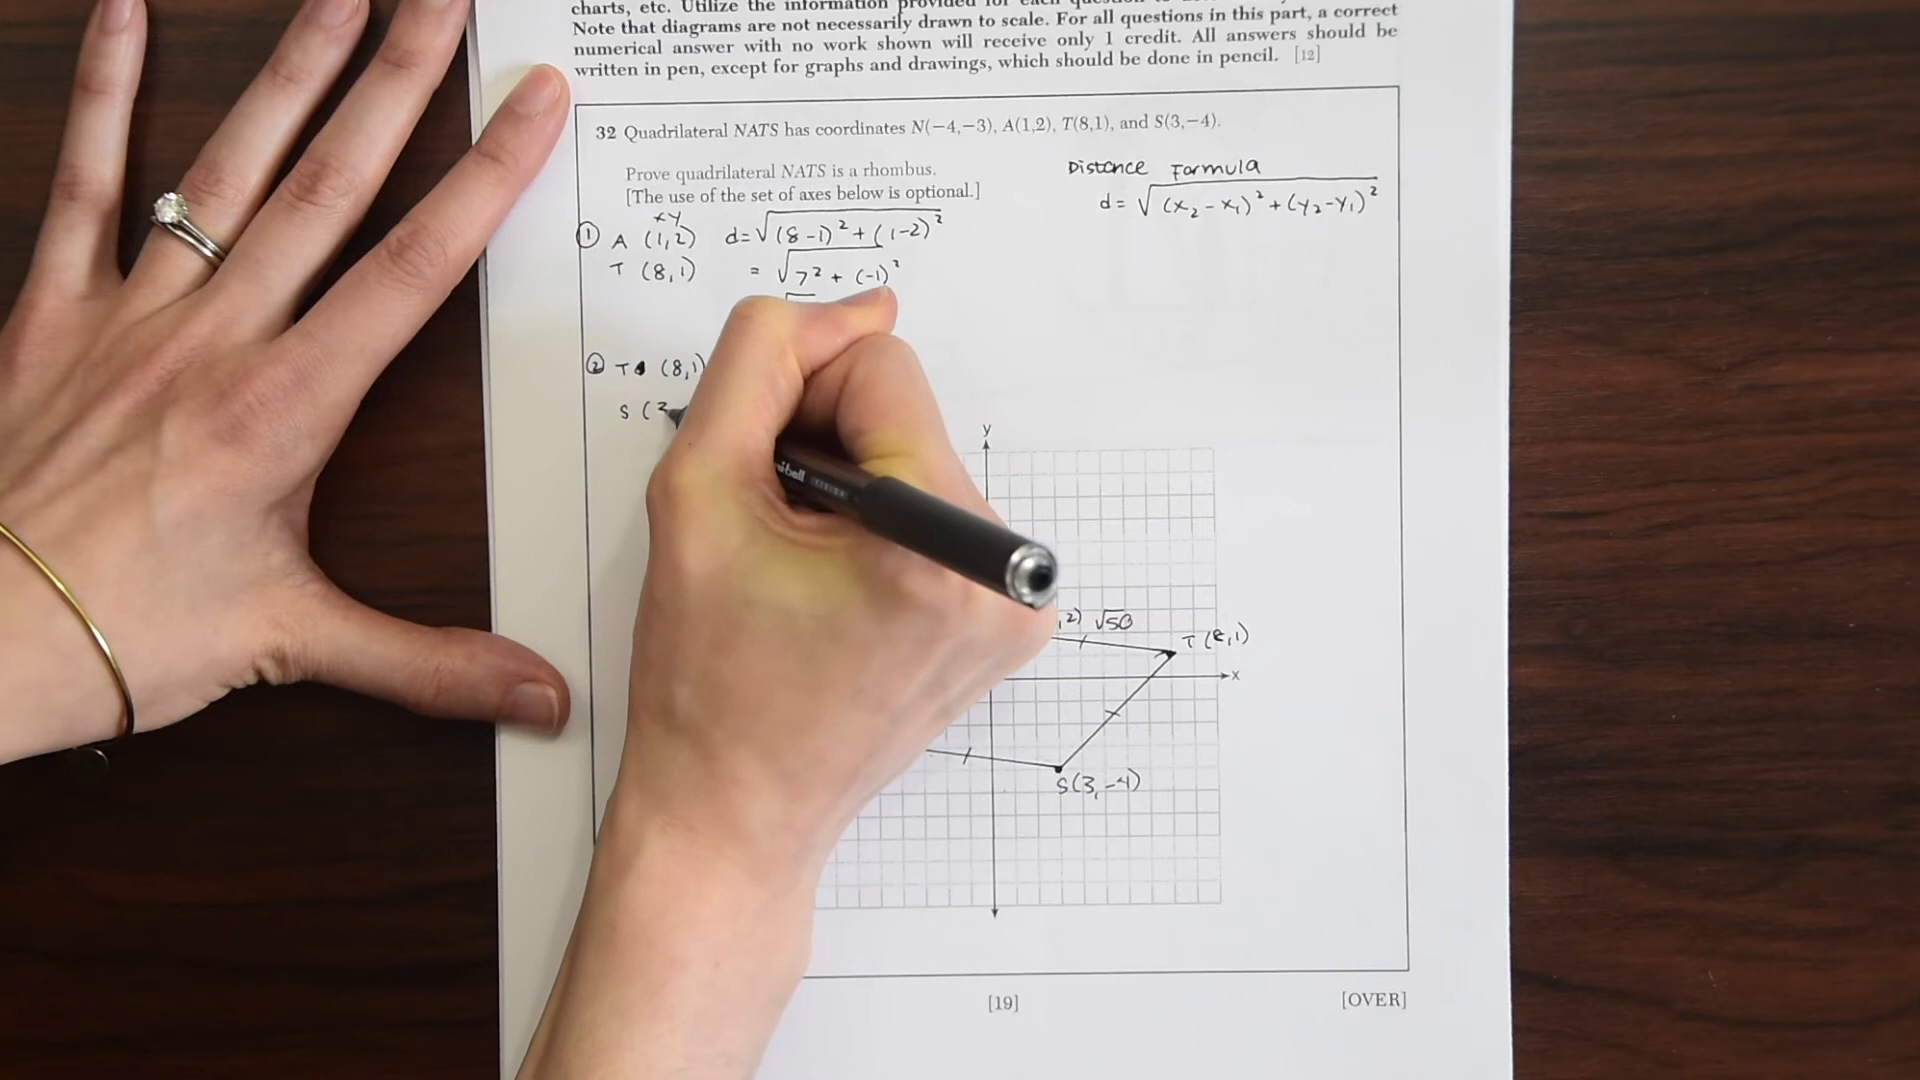 charts, etc. Utilize the information provided for each question to
Note that diagrams are not necessarily drawn to scale. For all questions in this part, a correct
numerical answer with no work shown will receive only 1 credit. All answers should be
written in pen, except for graphs and drawings, which should be done in pencil. [12]
32 Quadrilateral NATS has coordinates N(−4,−3), A(1,2), T(8,1), and S(3,−4).
Prove quadrilateral NATS is a rhombus.
[The use of the set of axes below is optional.]
Distance Formula
d = √(x₂ - x₁)² + (y₂ - y₁)²
x y
① A (1,2) d = √(8 - 1)² + (1 - 2)²
T (8,1) = √7² + (-1)²
② T (8,1)
S (3
y
,2) √50
T (8,1)
x
S(3,-4)
[19]
[OVER]
uniball
VISION